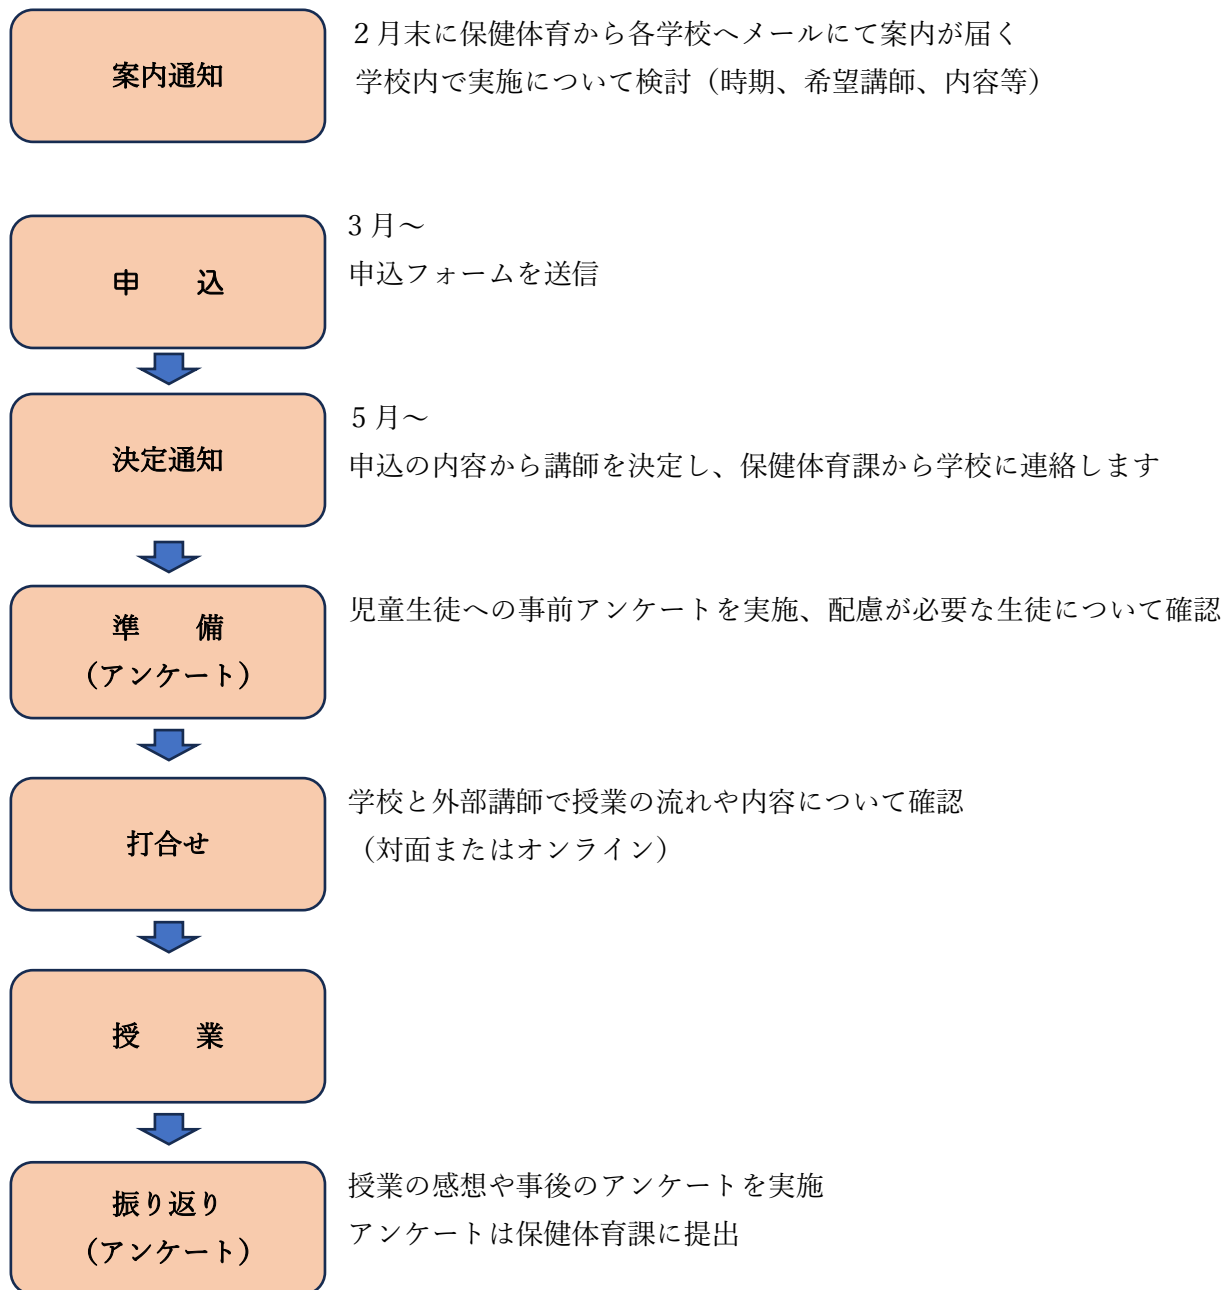 案内通知
２月末に保健体育から各学校へメールにて案内が届く
学校内で実施について検討（時期、希望講師、内容等）
申　　込
3 月～
申込フォームを送信
決定通知
5 月～
申込の内容から講師を決定し、保健体育課から学校に連絡します
準　　備
（アンケート）
児童生徒への事前アンケートを実施、配慮が必要な生徒について確認
打合せ
学校と外部講師で授業の流れや内容について確認
（対面またはオンライン）
授　　業
振り返り
（アンケート）
授業の感想や事後のアンケートを実施
アンケートは保健体育課に提出